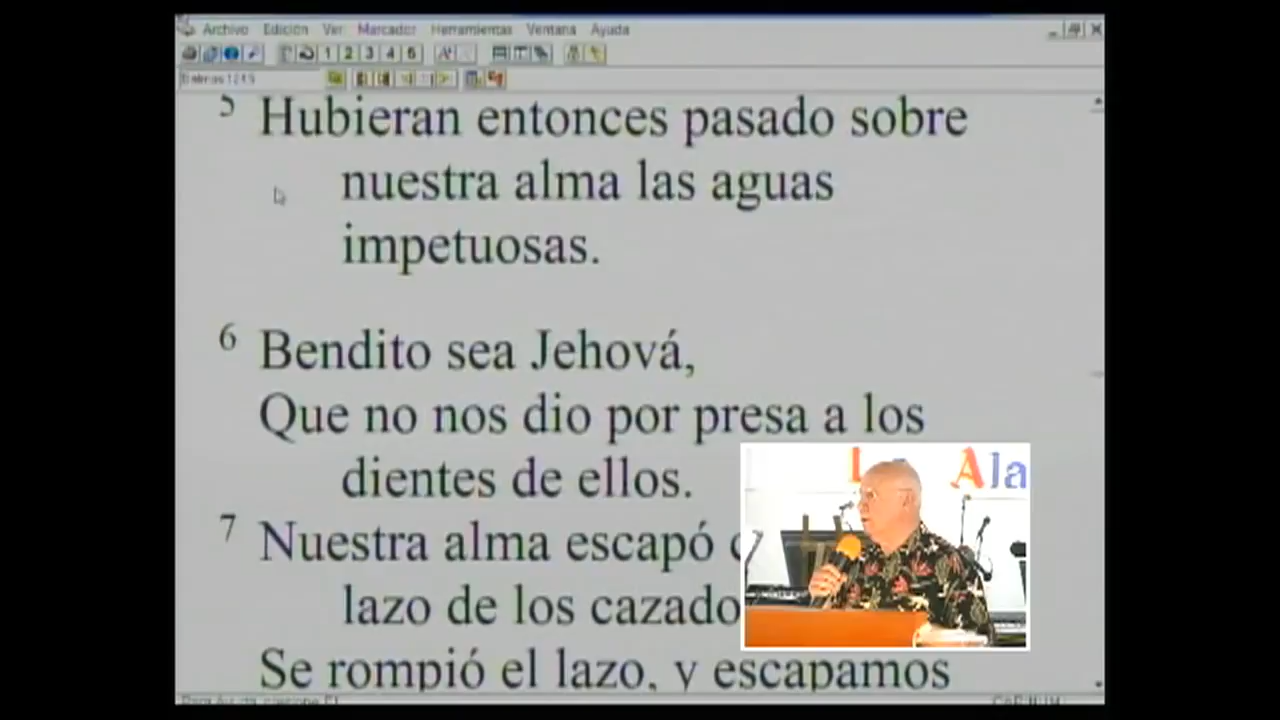 Archivo Edición Ver Marcador Herramientas Ventana Ayuda
1 2 3 4 5
5 Hubieran entonces pasado sobre
nuestra alma las aguas
impetuosas.
6 Bendito sea Jehová,
Que no nos dio por presa a los
dientes de ellos.
7 Nuestra alma escapó
lazo de los cazado
Se rompió el lazo, y escapamos
Ala